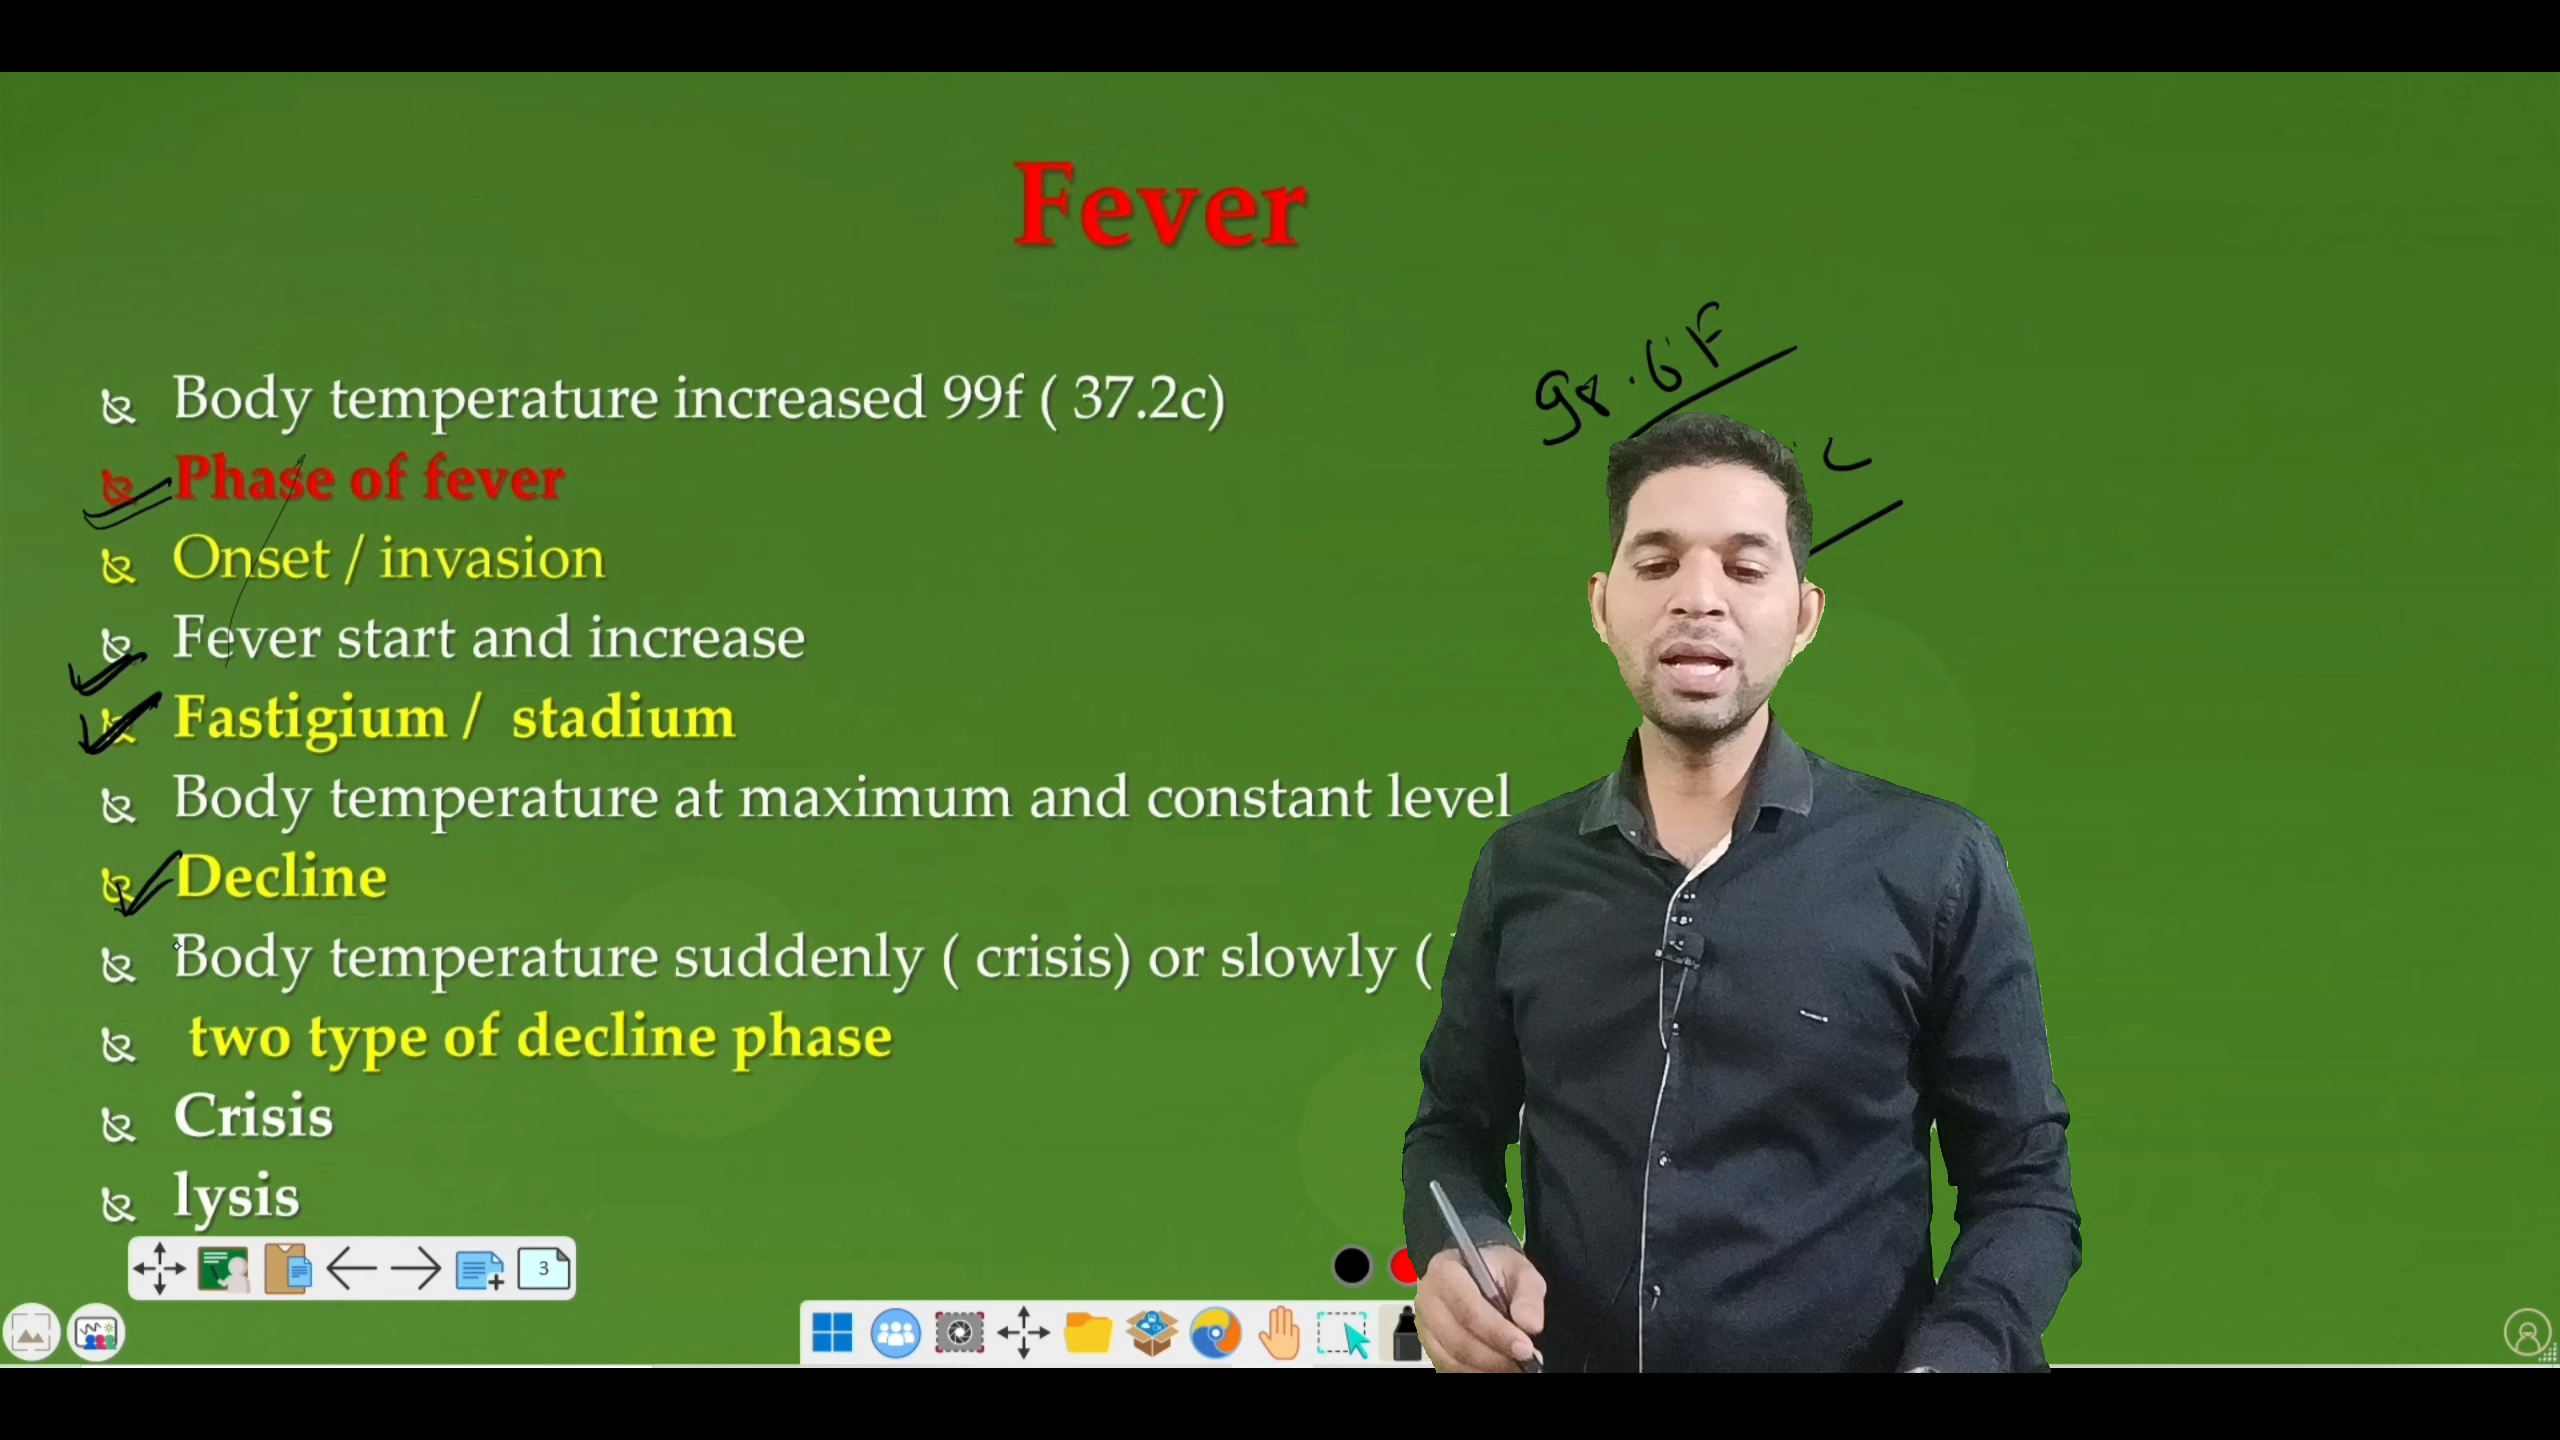 Fever
98.6 F
Body temperature increased 99f ( 37.2c)
c
Phase of fever
Onset / invasion
Fever start and increase
Fastigium / stadium
Body temperature at maximum and constant level
Decline
Body temperature suddenly ( crisis) or slowly (
two type of decline phase
Crisis
lysis
3